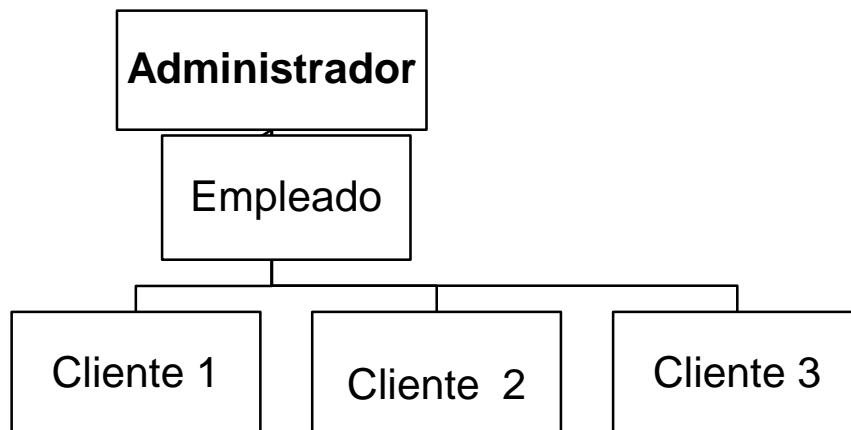 Administrador
Empleado
Cliente 1
Cliente 2
Cliente 3